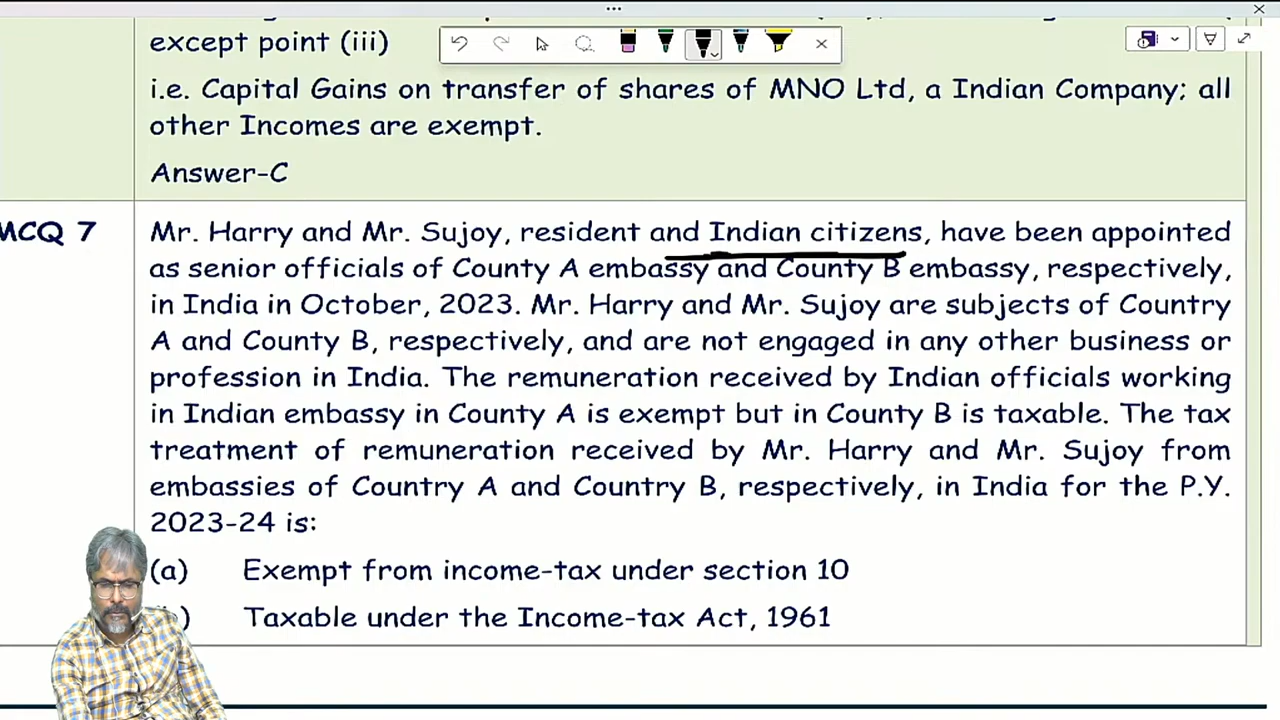 except point (iii)
i.e. Capital Gains on transfer of shares of MNO Ltd, a Indian Company; all
other Incomes are exempt.
Answer-C
MCQ 7
Mr. Harry and Mr. Sujoy, resident and Indian citizens, have been appointed
as senior officials of County A embassy and County B embassy, respectively,
in India in October, 2023. Mr. Harry and Mr. Sujoy are subjects of Country
A and County B, respectively, and are not engaged in any other business or
profession in India. The remuneration received by Indian officials working
in Indian embassy in County A is exempt but in County B is taxable. The tax
treatment of remuneration received by Mr. Harry and Mr. Sujoy from
embassies of Country A and Country B, respectively, in India for the P.Y.
2023-24 is:
(a) Exempt from income-tax under section 10
) Taxable under the Income-tax Act, 1961